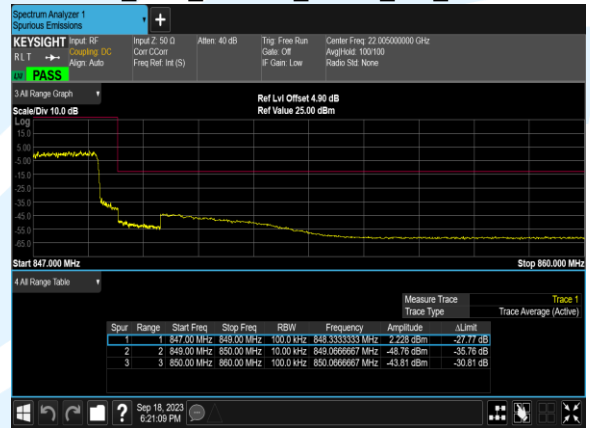 Spectrum Analyzer 1
Spurious Emissions
KEYSIGHT Input: RF Input Z: 50 Ω Atten: 40 dB Trig: Free Run Center Freq: 22.005000000 GHz
RLT Coupling: DC Corr CCorr Gate: Off Avg|Hold: 100/100
Align: Auto Freq Ref: Int (S) IF Gain: Low Radio Std: None
PASS
3 All Range Graph
Ref Lvl Offset 4.90 dB
Scale/Div 10.0 dB Ref Value 25.00 dBm
Log
15.0
5.00
-5.00
-15.0
-25.0
-35.0
-45.0
-55.0
-65.0
Start 847.000 MHz Stop 860.000 MHz
4 All Range Table
Measure Trace Trace 1
Trace Type Trace Average (Active)
Spur Range Start Freq Stop Freq RBW Frequency Amplitude ΔLimit
1 1 847.00 MHz 849.00 MHz 100.0 kHz 848.3333333 MHz 2.228 dBm -27.77 dB
2 2 849.00 MHz 850.00 MHz 10.00 kHz 849.0666667 MHz -48.76 dBm -35.76 dB
3 3 850.00 MHz 860.00 MHz 100.0 kHz 850.0666667 MHz -43.81 dBm -30.81 dB
Sep 18, 2023
6:21:09 PM